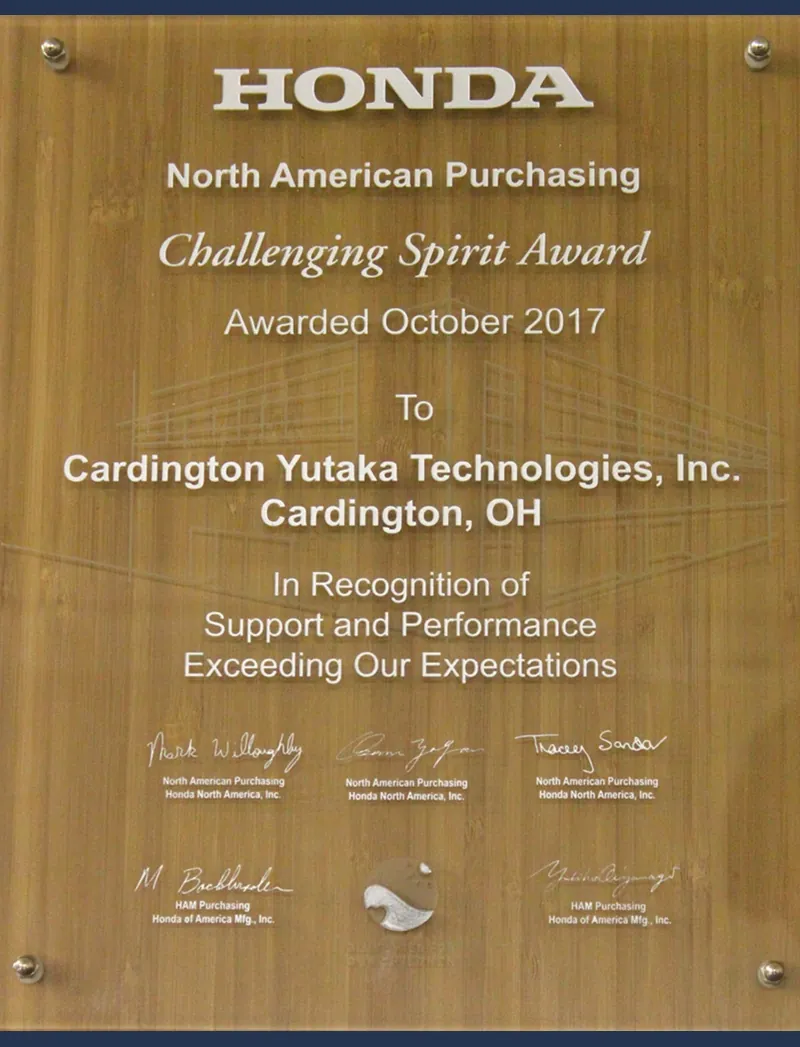 HONDA
North American Purchasing
Challenging Spirit Award
Awarded October 2017
To
Cardington Yutaka Technologies, Inc.
Cardington, OH
In Recognition of
Support and Performance
Exceeding Our Expectations
Mark Willoughby
Tracey Sanda
North American Purchasing
Honda North America, Inc.
North American Purchasing
Honda North America, Inc.
North American Purchasing
Honda North America, Inc.
M
HAM Purchasing
Honda of America Mfg., Inc.
HAM Purchasing
Honda of America Mfg., Inc.